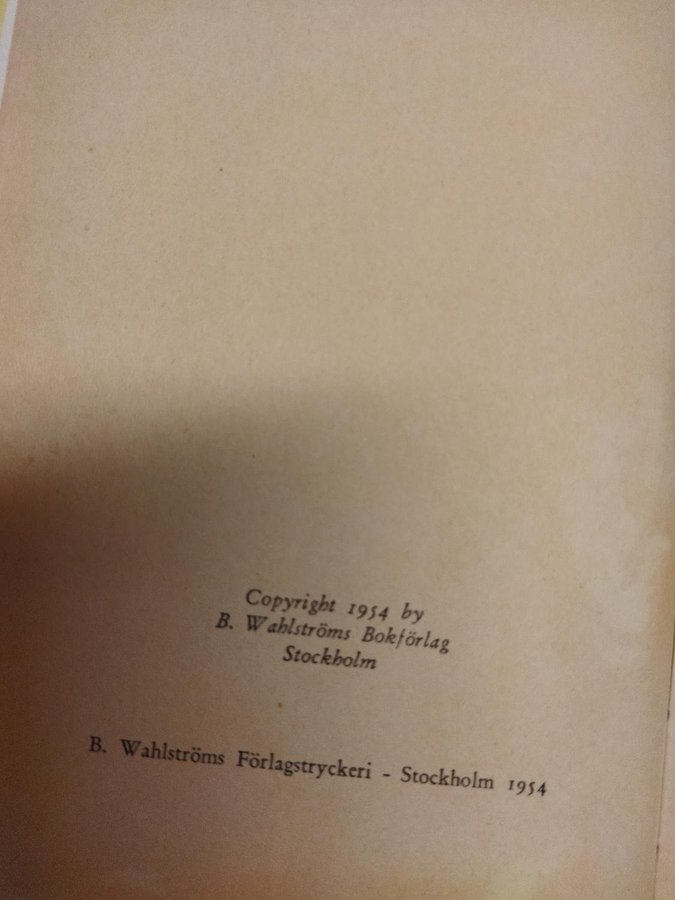 Copyright 1954 by
B. Wahlströms Bokförlag
Stockholm
B. Wahlströms Förlagstryckeri - Stockholm 1954